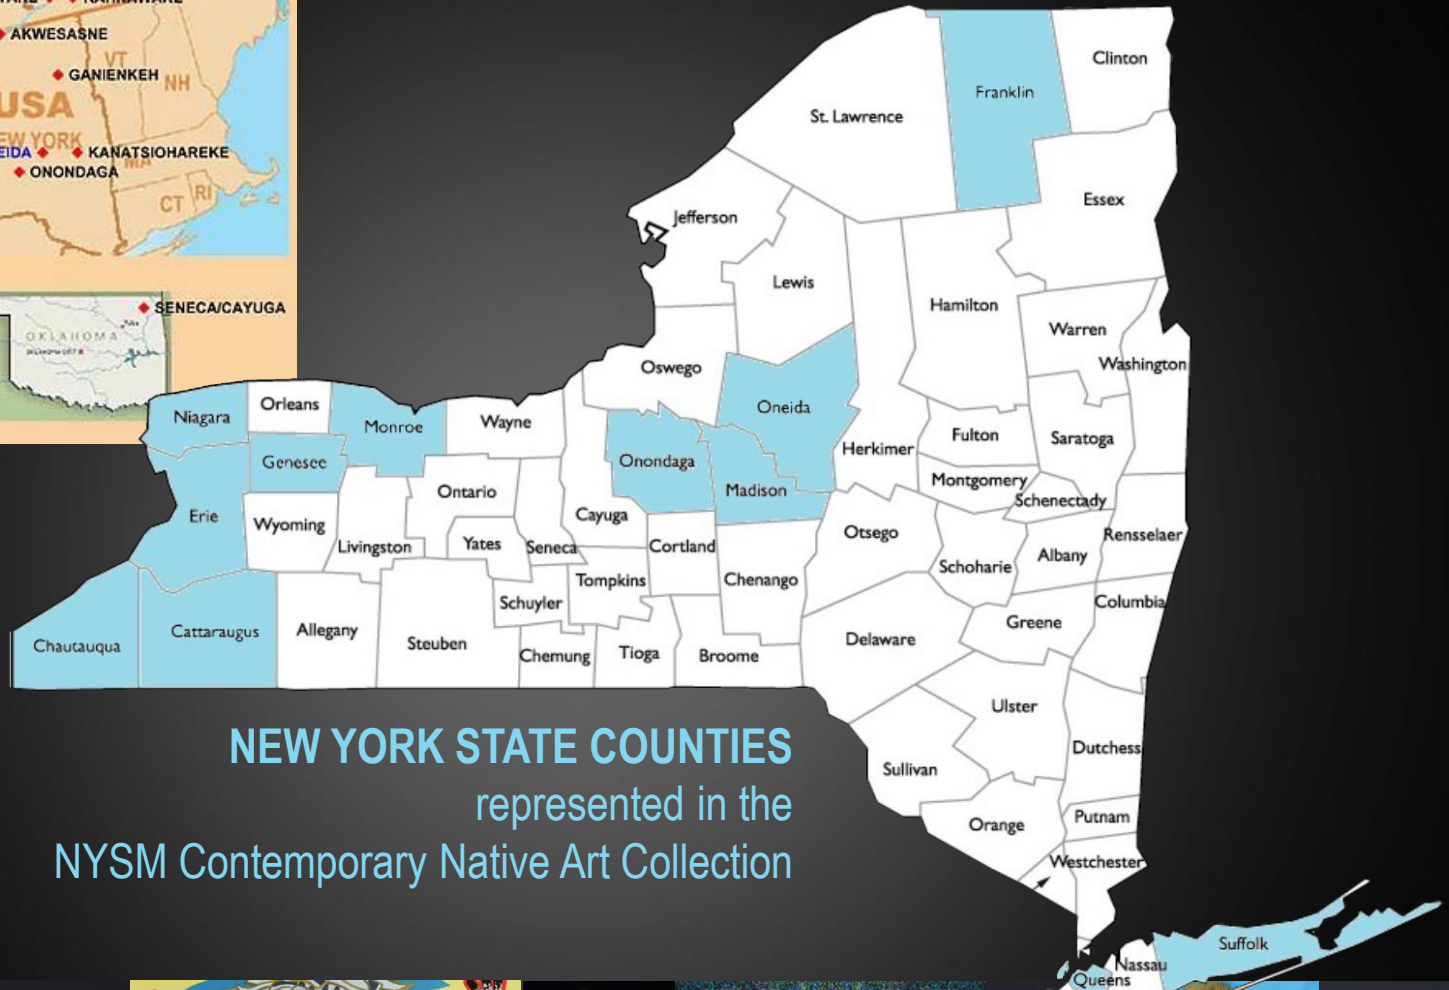 AKWESASNE
VT
GANIENKEH
NH
USA
NEW YORK
KANATSIOHAREKE
MA
ONONDAGA
CT
RI
SENECA/CAYUGA
OKLAHOMA
Clinton
Franklin
St. Lawrence
Essex
Jefferson
Lewis
Hamilton
Warren
Washington
Oswego
Oneida
Niagara
Orleans
Monroe
Wayne
Herkimer
Fulton
Saratoga
Genesee
Onondaga
Madison
Montgomery
Schenectady
Ontario
Erie
Wyoming
Livingston
Yates
Seneca
Cayuga
Cortland
Otsego
Schoharie
Albany
Rensselaer
Tompkins
Chenango
Schuyler
Columbia
Greene
Chautauqua
Cattaraugus
Allegany
Steuben
Chemung
Tioga
Broome
Delaware
Ulster
Dutchess
Sullivan
Orange
Putnam
Westchester
Suffolk
Nassau
Queens
NEW YORK STATE COUNTIES
represented in the
NYSM Contemporary Native Art Collection